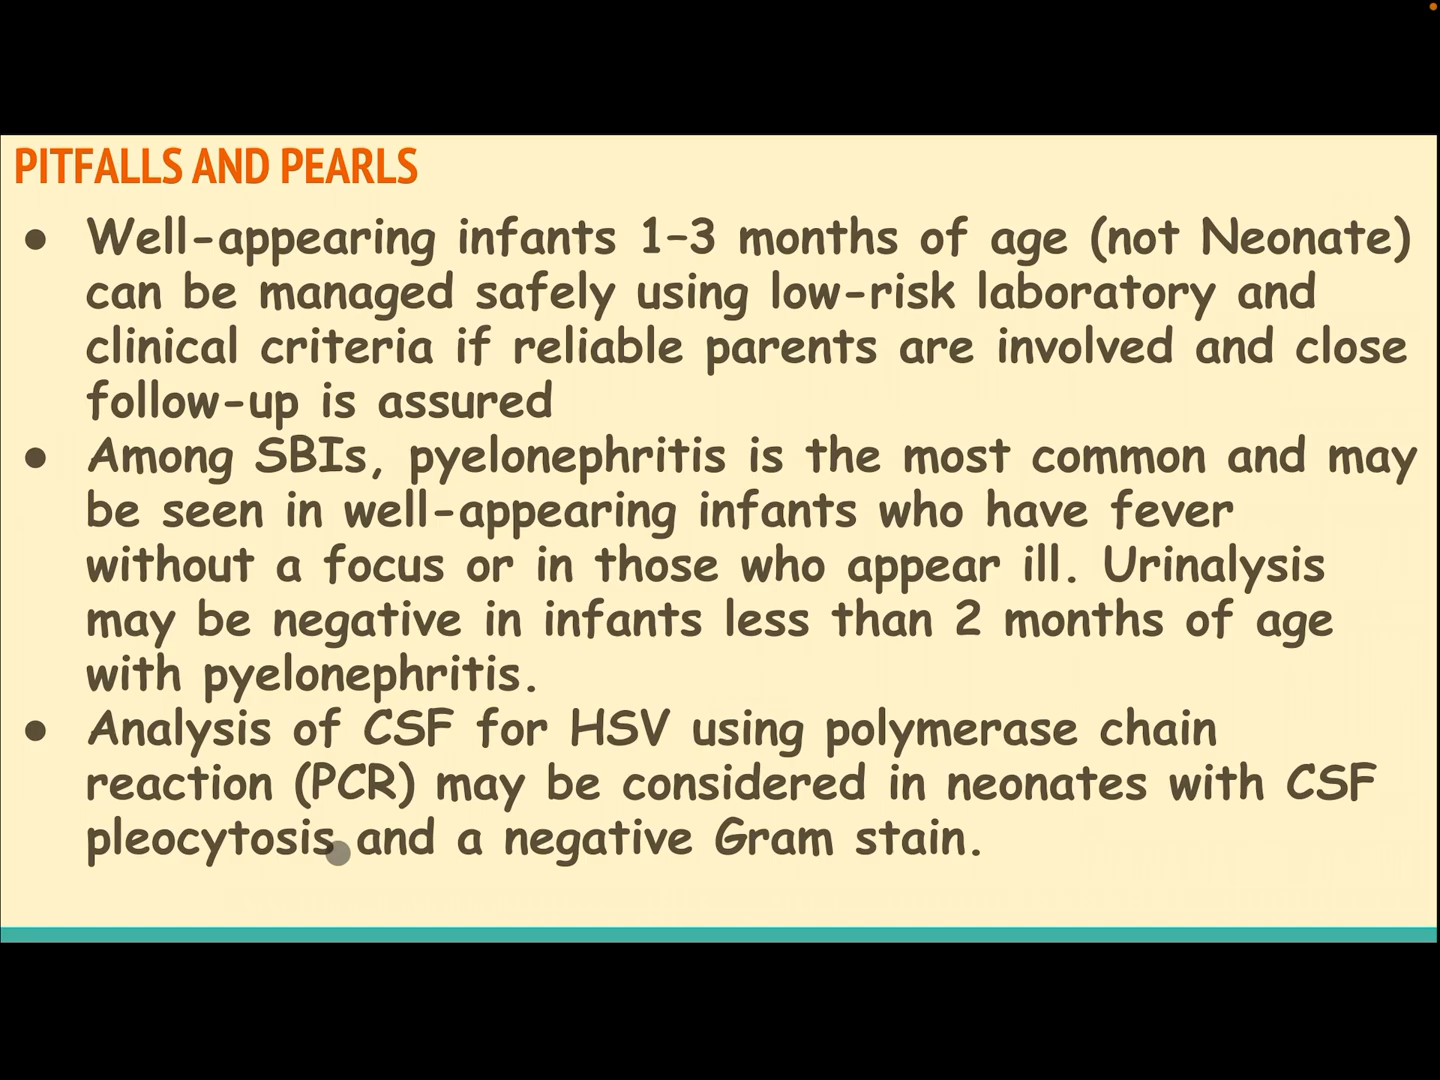 PITFALLS AND PEARLS
● Well-appearing infants 1–3 months of age (not Neonate)
can be managed safely using low-risk laboratory and
clinical criteria if reliable parents are involved and close
follow-up is assured
● Among SBIs, pyelonephritis is the most common and may
be seen in well-appearing infants who have fever
without a focus or in those who appear ill. Urinalysis
may be negative in infants less than 2 months of age
with pyelonephritis.
● Analysis of CSF for HSV using polymerase chain
reaction (PCR) may be considered in neonates with CSF
pleocytosis and a negative Gram stain.